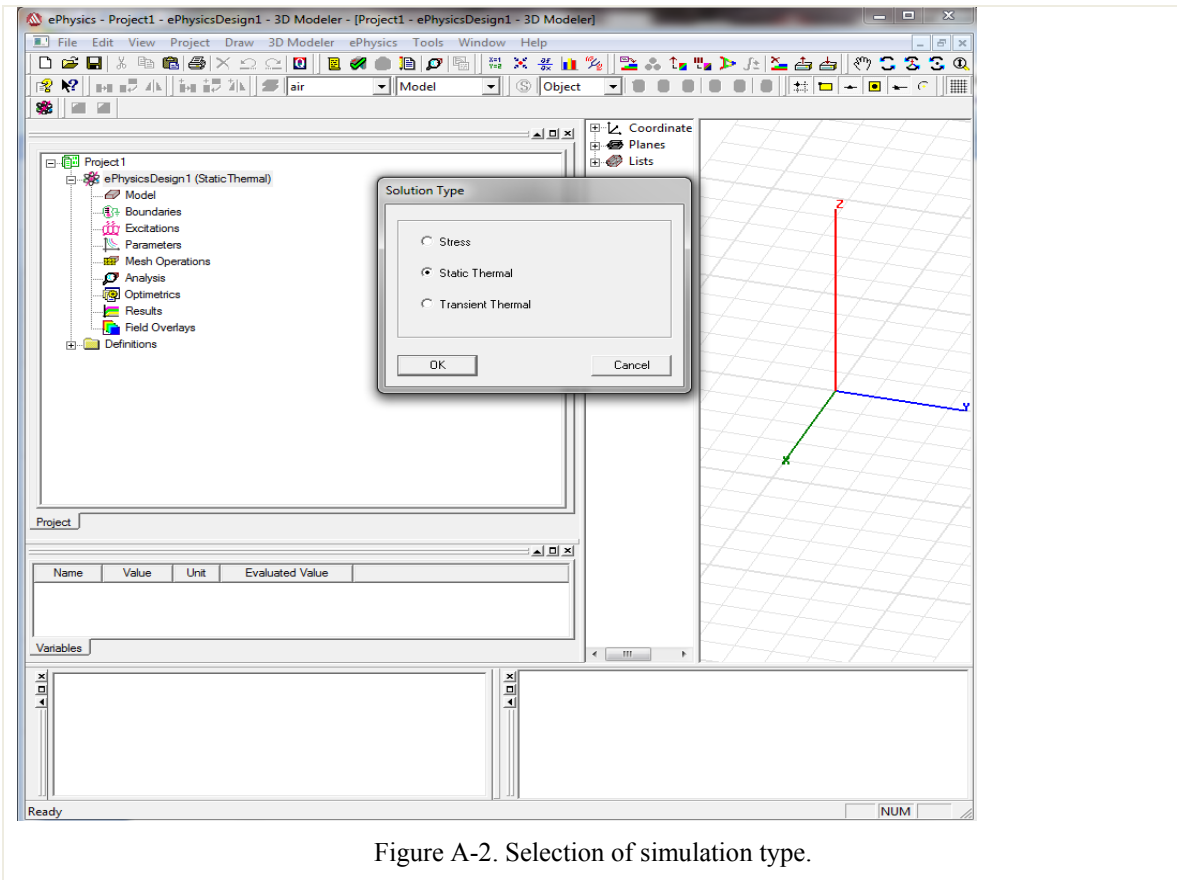 ePhysics - Project1 - ePhysicsDesign1 - 3D Modeler - [Project1 - ePhysicsDesign1 - 3D Modeler]
File Edit View Project Draw 3D Modeler ePhysics Tools Window Help
air Model Object
Project1
ePhysicsDesign1 (StaticThermal)
Model
Boundaries
Excitations
Parameters
Mesh Operations
Analysis
Optimetrics
Results
Field Overlays
Definitions
Project
Solution Type
Stress
Static Thermal
Transient Thermal
OK Cancel
Coordinate
Planes
Lists
Z
Y
X
Name Value Unit Evaluated Value
Variables
Ready NUM
Figure A-2. Selection of simulation type.